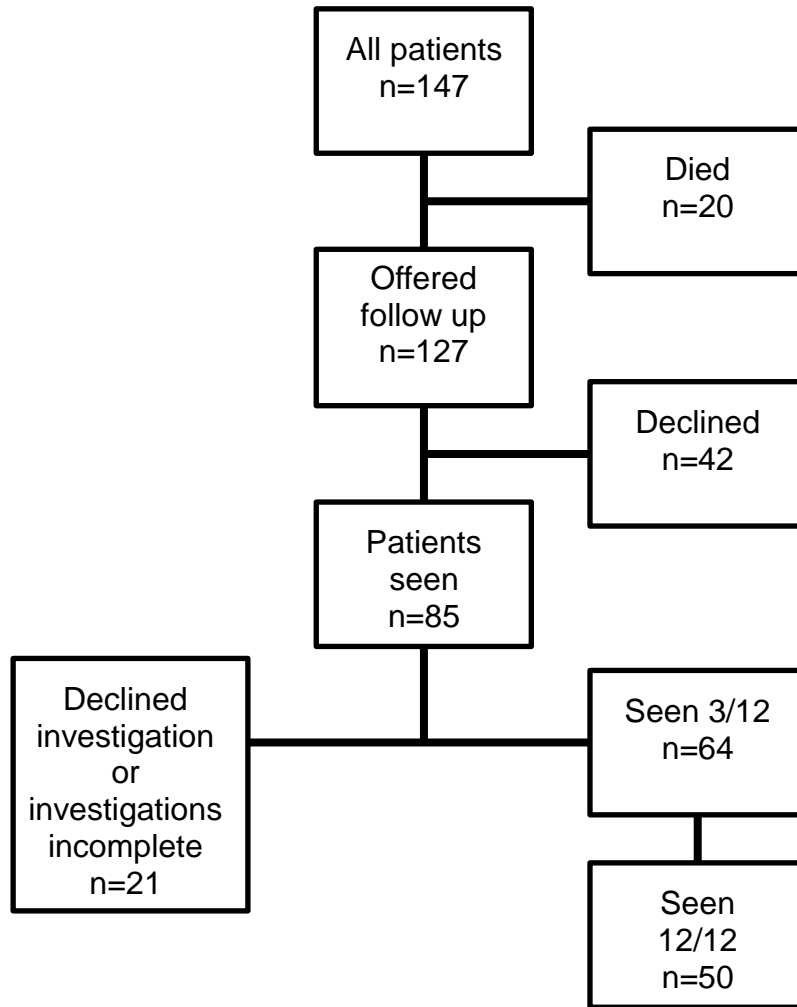 All patients
n=147
Died
n=20
Offered
follow up
n=127
Declined
n=42
Patients
seen
n=85
Declined
investigation
or
investigations
incomplete
n=21
Seen 3/12
n=64
Seen
12/12
n=50